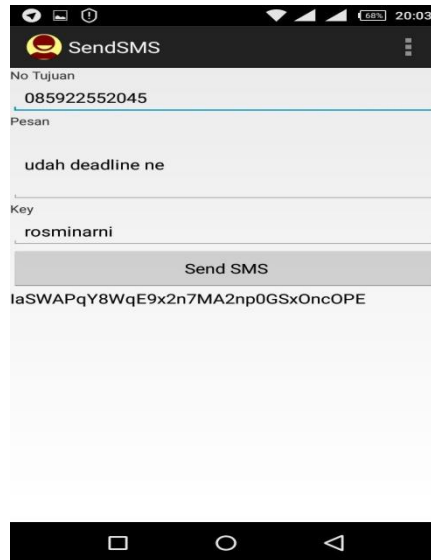 68% 20:03
SendSMS
No Tujuan
085922552045
Pesan
udah deadline ne
Key
rosminarni
Send SMS
IaSWAPqY8WqE9x2n7MA2np0GSxOncOPE